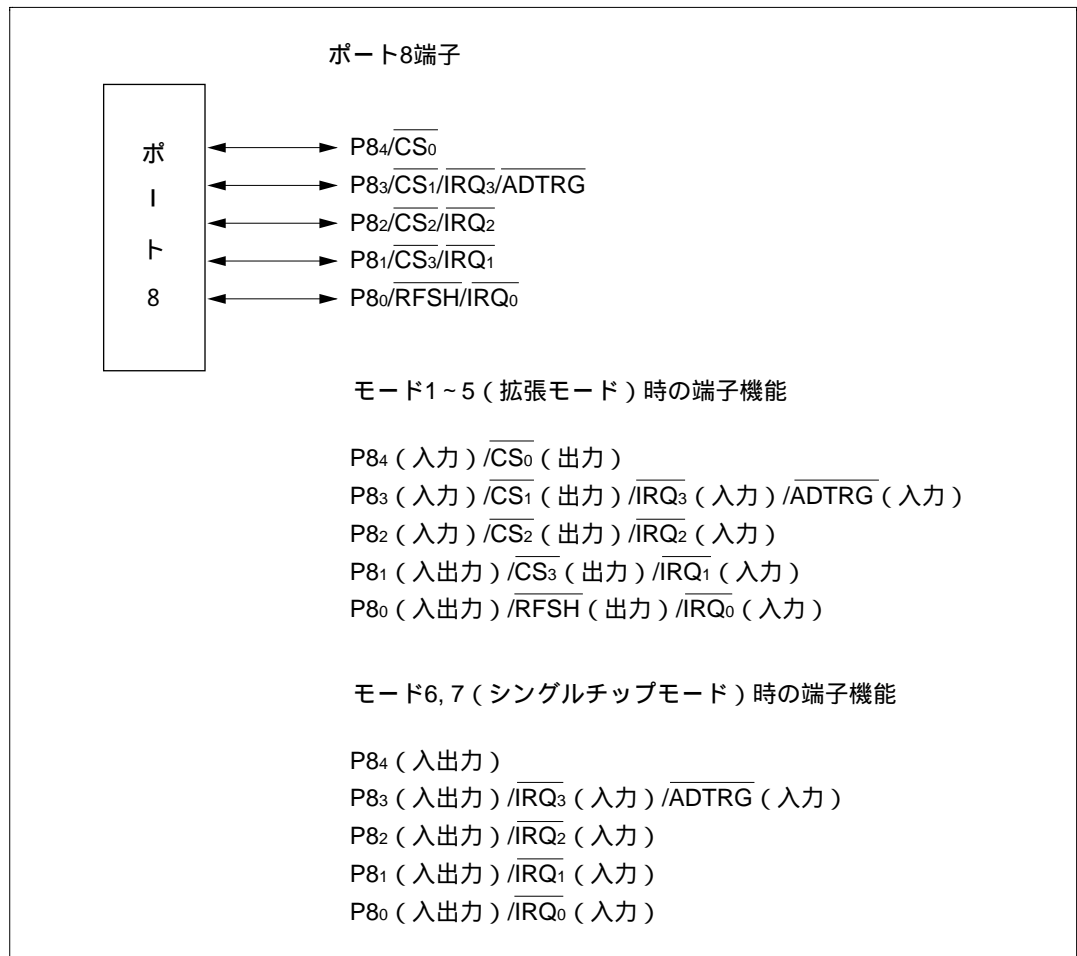 ポート8端子
ポート8
P84/CS0
P83/CS1/IRQ3/ADTRG
P82/CS2/IRQ2
P81/CS3/IRQ1
P80/RFSH/IRQ0
モード1~5(拡張モード)時の端子機能
P84(入力)/CS0(出力)
P83(入力)/CS1(出力)/IRQ3(入力)/ADTRG(入力)
P82(入力)/CS2(出力)/IRQ2(入力)
P81(入出力)/CS3(出力)/IRQ1(入力)
P80(入出力)/RFSH(出力)/IRQ0(入力)
モード6, 7(シングルチップモード)時の端子機能
P84(入出力)
P83(入出力)/IRQ3(入力)/ADTRG(入力)
P82(入出力)/IRQ2(入力)
P81(入出力)/IRQ1(入力)
P80(入出力)/IRQ0(入力)